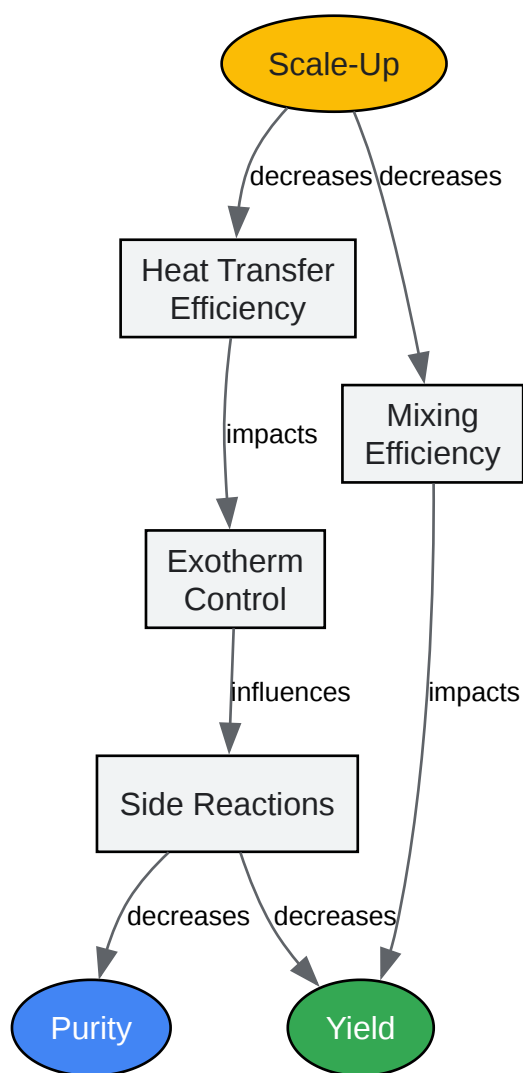 Scale-Up
decreases
decreases
Heat Transfer
Efficiency
Mixing
Efficiency
impacts
Exotherm
Control
influences
impacts
Side Reactions
decreases
decreases
Purity
Yield